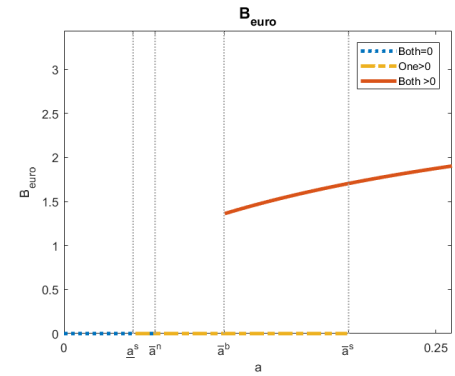 B_euro
Both=0
One>0
Both >0
3
2.5
2
1.5
1
0.5
0
B_euro
0
a̲ˢ
a̅ⁿ
a̅ᵇ
a̅ˢ
0.25
a